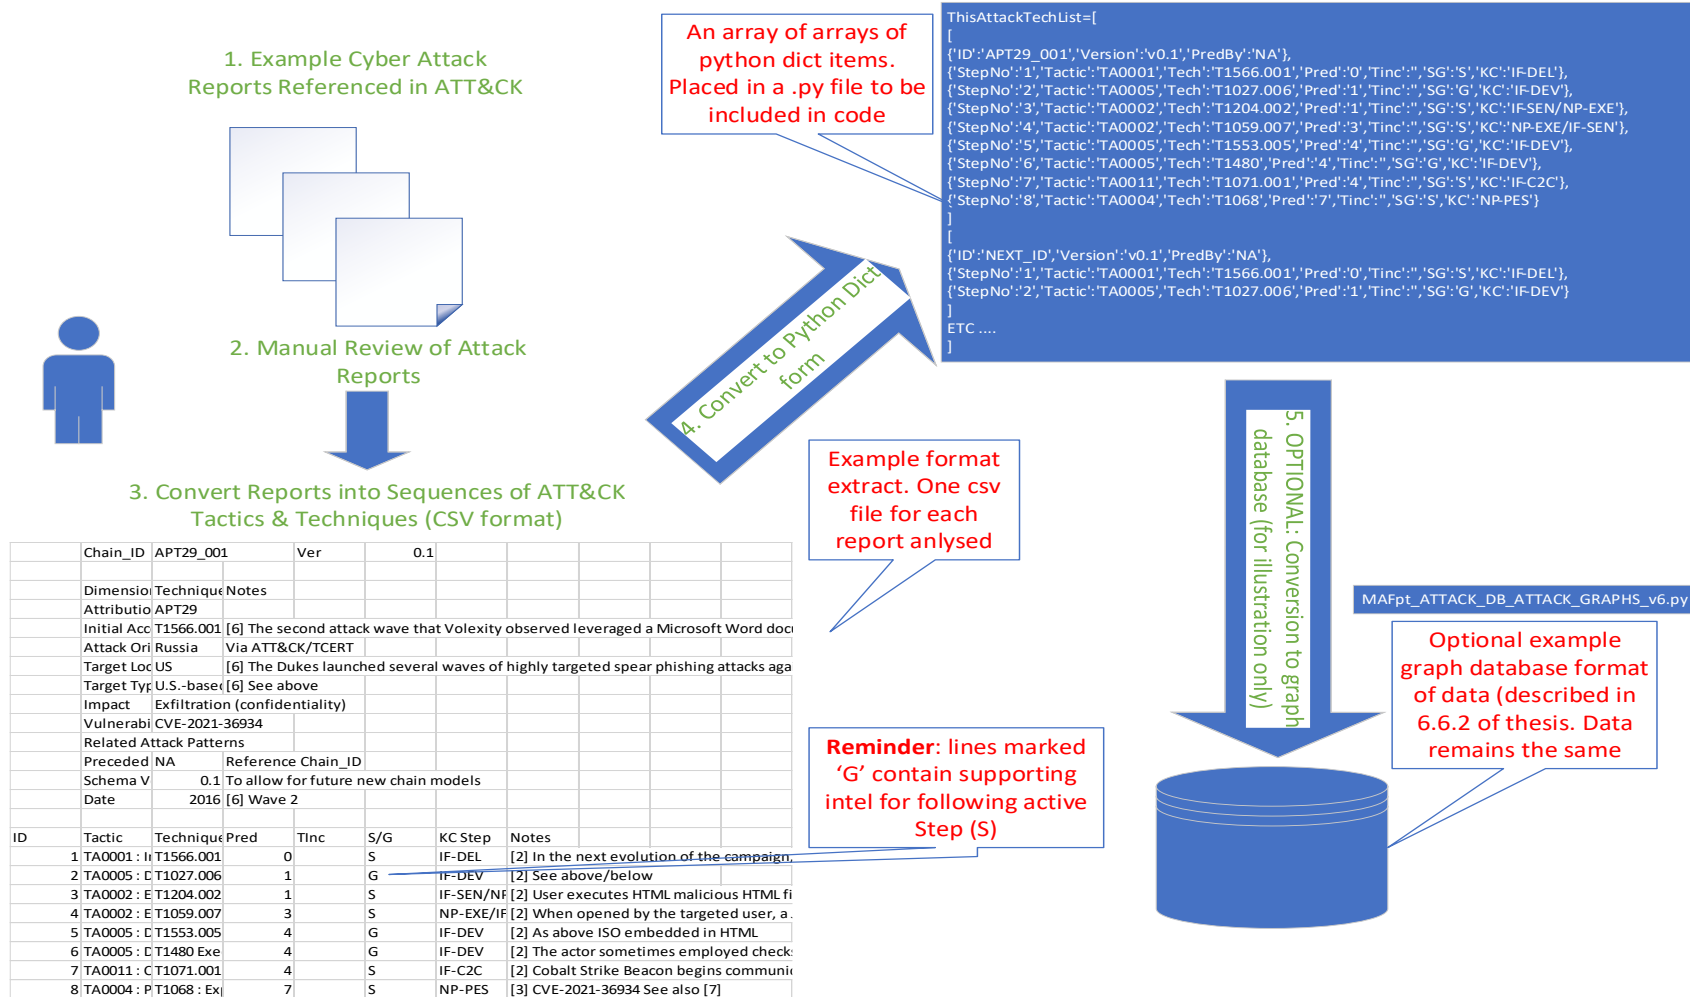 1. Example Cyber Attack
Reports Referenced in ATT&CK
2. Manual Review of Attack
Reports
3. Convert Reports into Sequences of ATT&CK
Tactics & Techniques (CSV format)
Chain_ID APT29_001 Ver 0.1
Dimension Technique Notes
Attributio APT29
Initial Acc T1566.001 [6] The second attack wave that Volexity observed leveraged a Microsoft Word docu
Attack Ori Russia Via ATT&CK/TCERT
Target Loc US [6] The Dukes launched several waves of highly targeted spear phishing attacks aga
Target Typ U.S.-based [6] See above
Impact Exfiltration (confidentiality)
Vulnerabi CVE-2021-36934
Related Attack Patterns
Preceded NA Reference Chain_ID
Schema V 0.1 To allow for future new chain models
Date 2016 [6] Wave 2
ID Tactic Technique Pred TInc S/G KC Step Notes
1 TA0001 : In T1566.001 0 S IF-DEL [2] In the next evolution of the campaign,
2 TA0005 : D T1027.006 1 G IF-DEV [2] See above/below
3 TA0002 : E T1204.002 1 S IF-SEN/NP [2] User executes HTML malicious HTML fi
4 TA0002 : E T1059.007 3 S NP-EXE/IF [2] When opened by the targeted user, a
5 TA0005 : D T1553.005 4 G IF-DEV [2] As above ISO embedded in HTML
6 TA0005 : D T1480 Exe 4 G IF-DEV [2] The actor sometimes employed checks
7 TA0011 : C T1071.001 4 S IF-C2C [2] Cobalt Strike Beacon begins communic
8 TA0004 : P T1068 : Exp 7 S NP-PES [3] CVE-2021-36934 See also [7]
4. Convert to Python Dict
form
An array of arrays of
python dict items.
Placed in a .py file to be
included in code
ThisAttackTechList=[
[
{'ID':'APT29_001','Version':'v0.1','PredBy':'NA'},
{'StepNo':'1','Tactic':'TA0001','Tech':'T1566.001','Pred':'0','Tinc':'','SG':'S','KC':'IF-DEL'},
{'StepNo':'2','Tactic':'TA0005','Tech':'T1027.006','Pred':'1','Tinc':'','SG':'G','KC':'IF-DEV'},
{'StepNo':'3','Tactic':'TA0002','Tech':'T1204.002','Pred':'1','Tinc':'','SG':'S','KC':'IF-SEN/NP-EXE'},
{'StepNo':'4','Tactic':'TA0002','Tech':'T1059.007','Pred':'3','Tinc':'','SG':'S','KC':'NP-EXE/IF-SEN'},
{'StepNo':'5','Tactic':'TA0005','Tech':'T1553.005','Pred':'4','Tinc':'','SG':'G','KC':'IF-DEV'},
{'StepNo':'6','Tactic':'TA0005','Tech':'T1480','Pred':'4','Tinc':'','SG':'G','KC':'IF-DEV'},
{'StepNo':'7','Tactic':'TA0011','Tech':'T1071.001','Pred':'4','Tinc':'','SG':'S','KC':'IF-C2C'},
{'StepNo':'8','Tactic':'TA0004','Tech':'T1068','Pred':'7','Tinc':'','SG':'S','KC':'NP-PES'}
]
[
{'ID':'NEXT_ID','Version':'v0.1','PredBy':'NA'},
{'StepNo':'1','Tactic':'TA0001','Tech':'T1566.001','Pred':'0','Tinc':'','SG':'S','KC':'IF-DEL'},
{'StepNo':'2','Tactic':'TA0005','Tech':'T1027.006','Pred':'1','Tinc':'','SG':'G','KC':'IF-DEV'}
]
ETC ....
]
Example format
extract. One csv
file for each
report anlysed
Reminder: lines marked
‘G’ contain supporting
intel for following active
Step (S)
5. OPTIONAL: Conversion to graph
database (for illustration only)
MAFpt_ATTACK_DB_ATTACK_GRAPHS_v6.py
Optional example
graph database format
of data (described in
6.6.2 of thesis. Data
remains the same